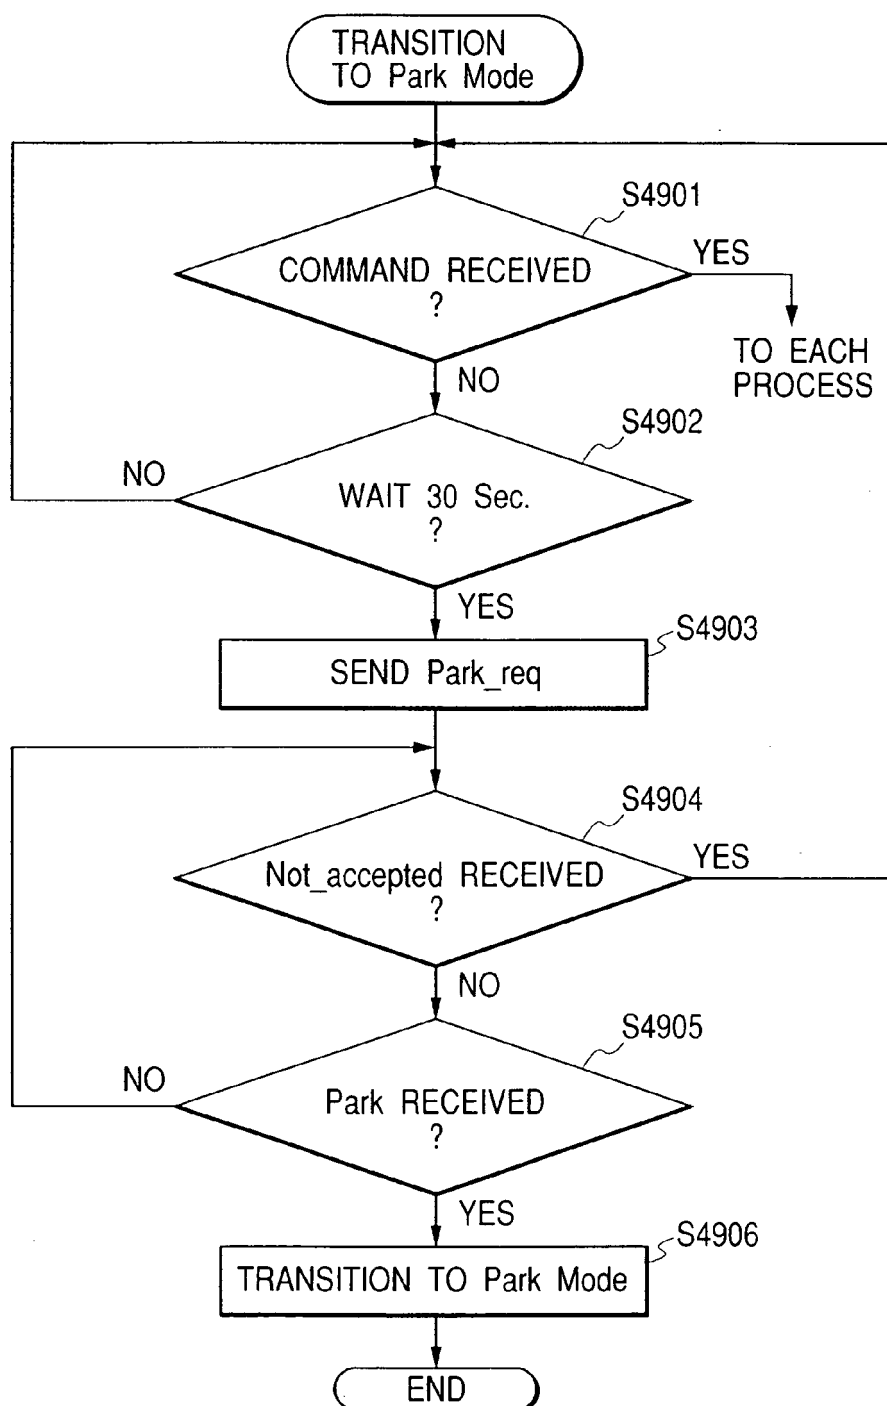 TRANSITION
TO Park Mode
S4901
COMMAND RECEIVED
?
YES
TO EACH
PROCESS
NO
S4902
NO
WAIT 30 Sec.
?
YES
S4903
SEND Park_req
S4904
Not_accepted RECEIVED
?
YES
NO
S4905
NO
Park RECEIVED
?
YES
S4906
TRANSITION TO Park Mode
END